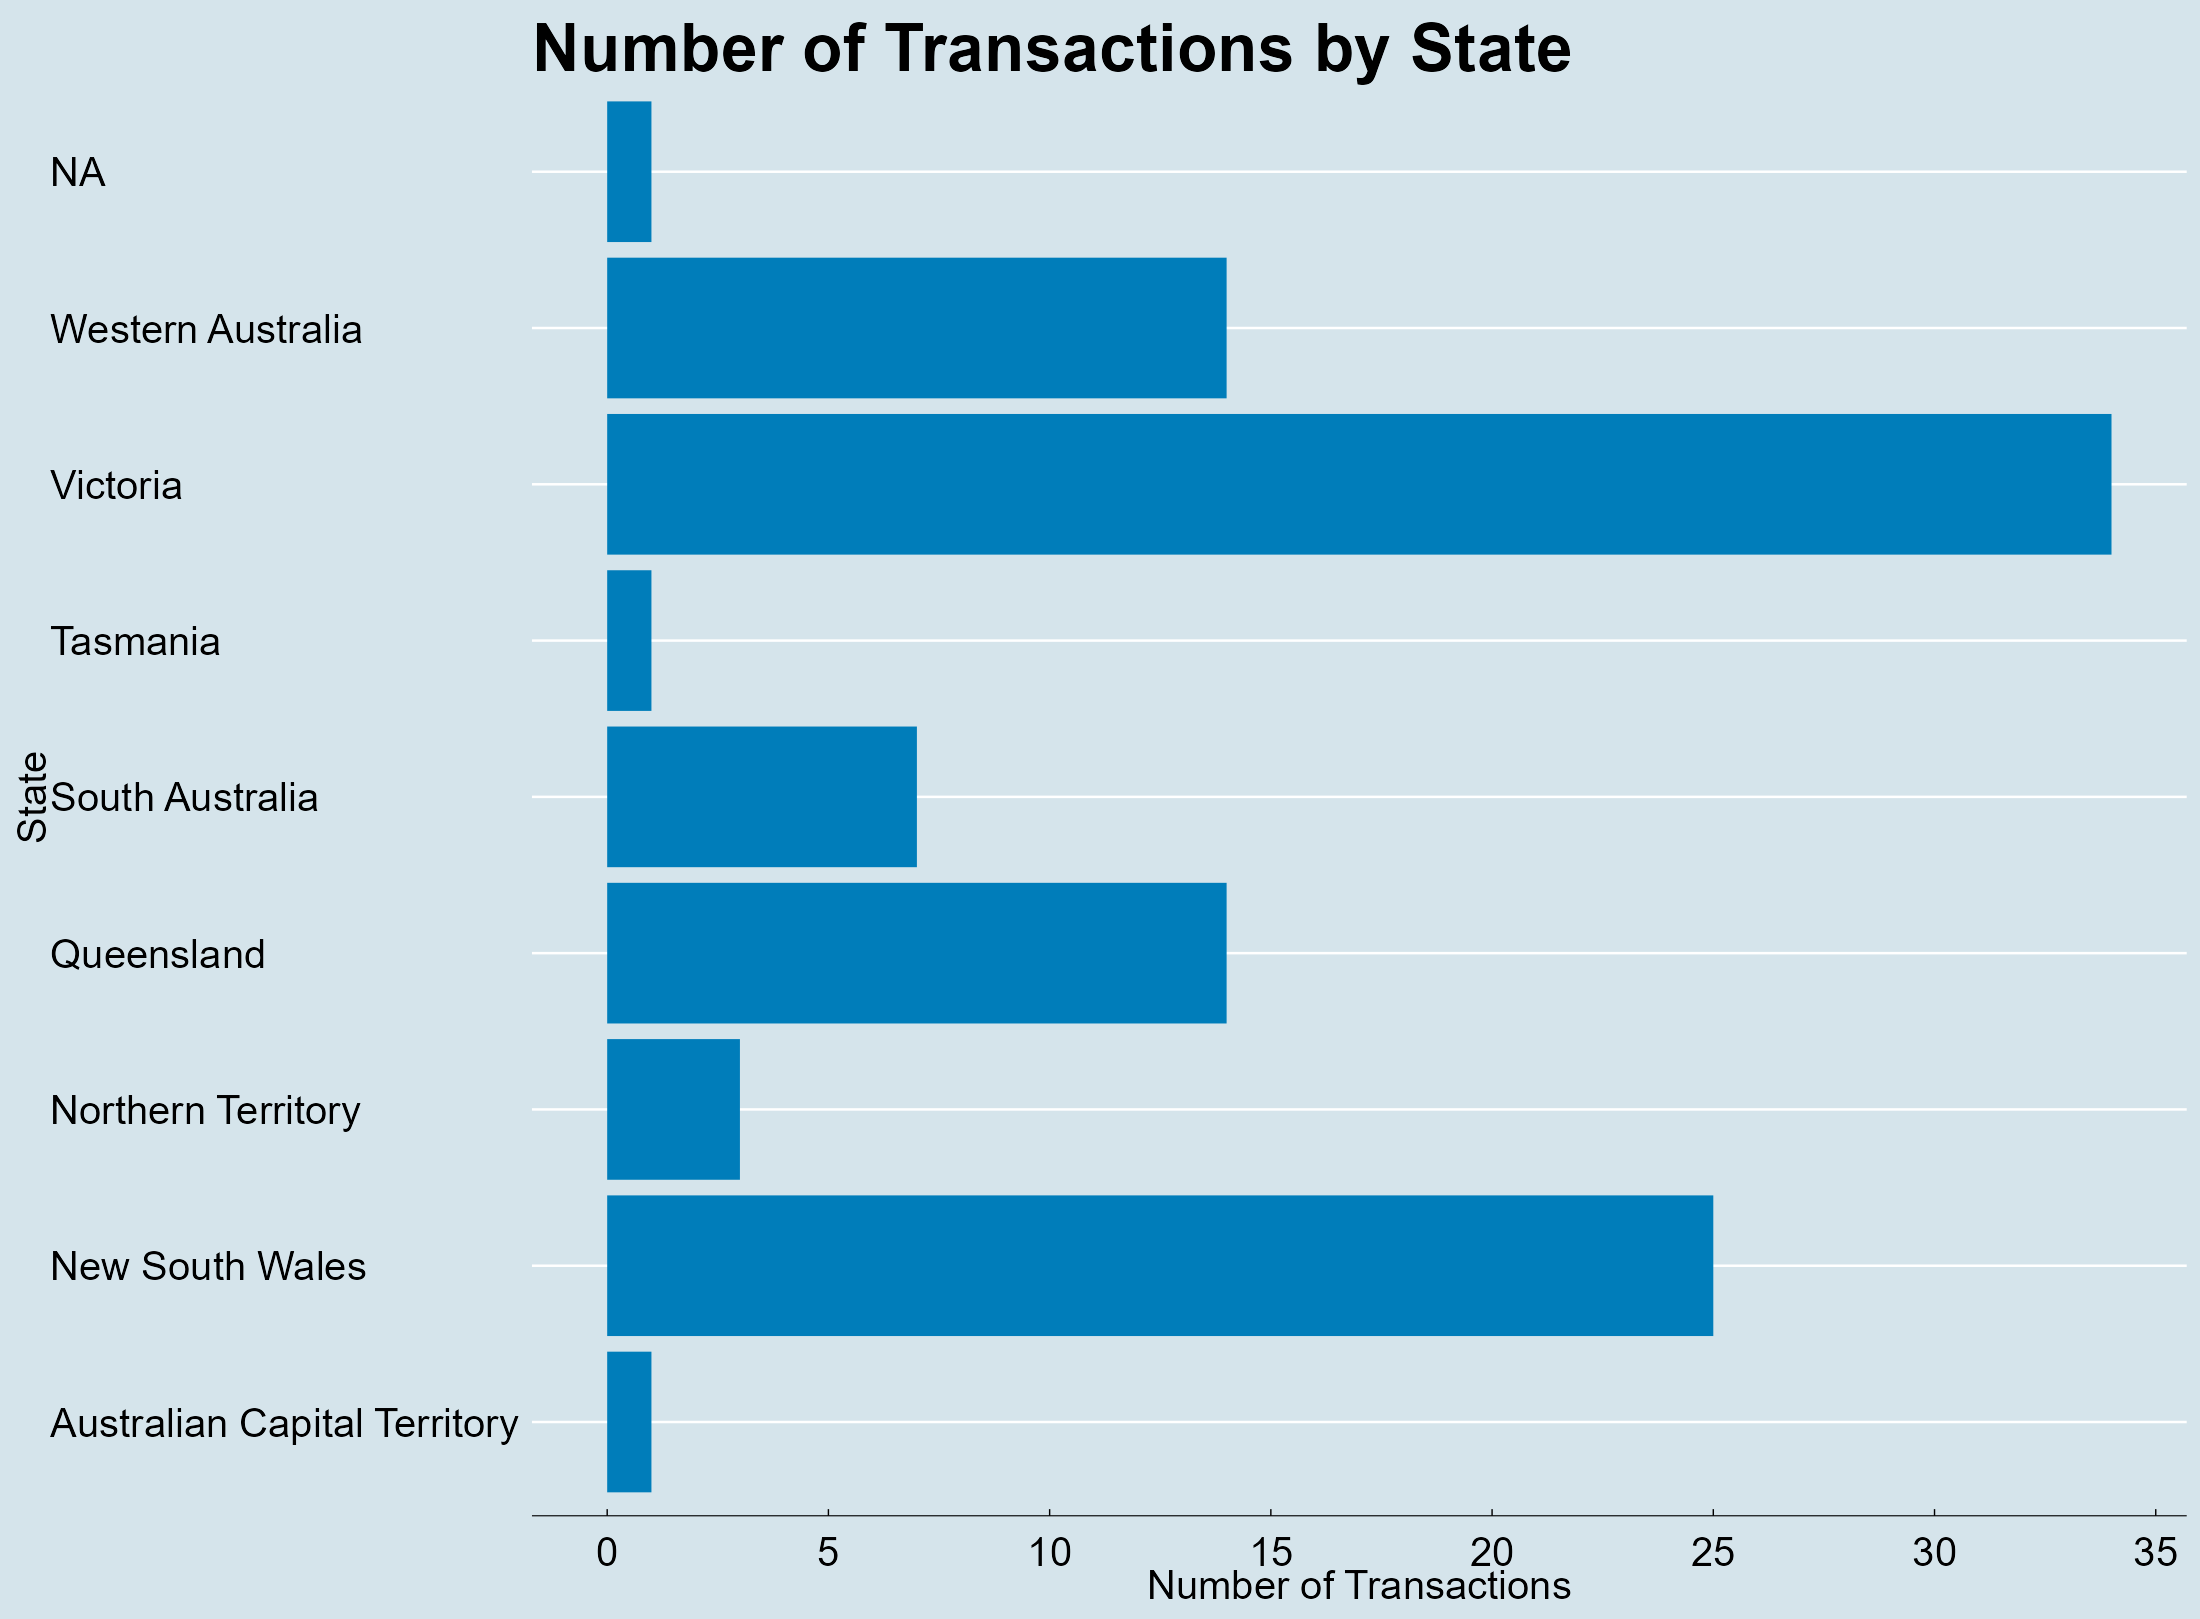 Number of Transactions by State
State
NA
Western Australia
Victoria
Tasmania
South Australia
Queensland
Northern Territory
New South Wales
Australian Capital Territory
0 5 10 15 20 25 30 35
Number of Transactions